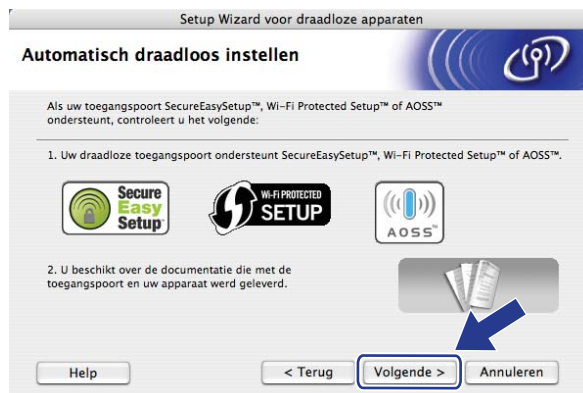 Setup Wizard voor draadloze apparaten
Automatisch draadloos instellen
Als uw toegangspoort SecureEasySetup™, Wi-Fi Protected Setup™ of AOSS™
ondersteunt, controleert u het volgende:
1. Uw draadloze toegangspoort ondersteunt SecureEasySetup™, Wi-Fi Protected Setup™ of AOSS™.
Secure
Easy
Setup
Wi-Fi PROTECTED
SETUP
AOSS™
2. U beschikt over de documentatie die met de
toegangspoort en uw apparaat werd geleverd.
Help
< Terug
Volgende >
Annuleren